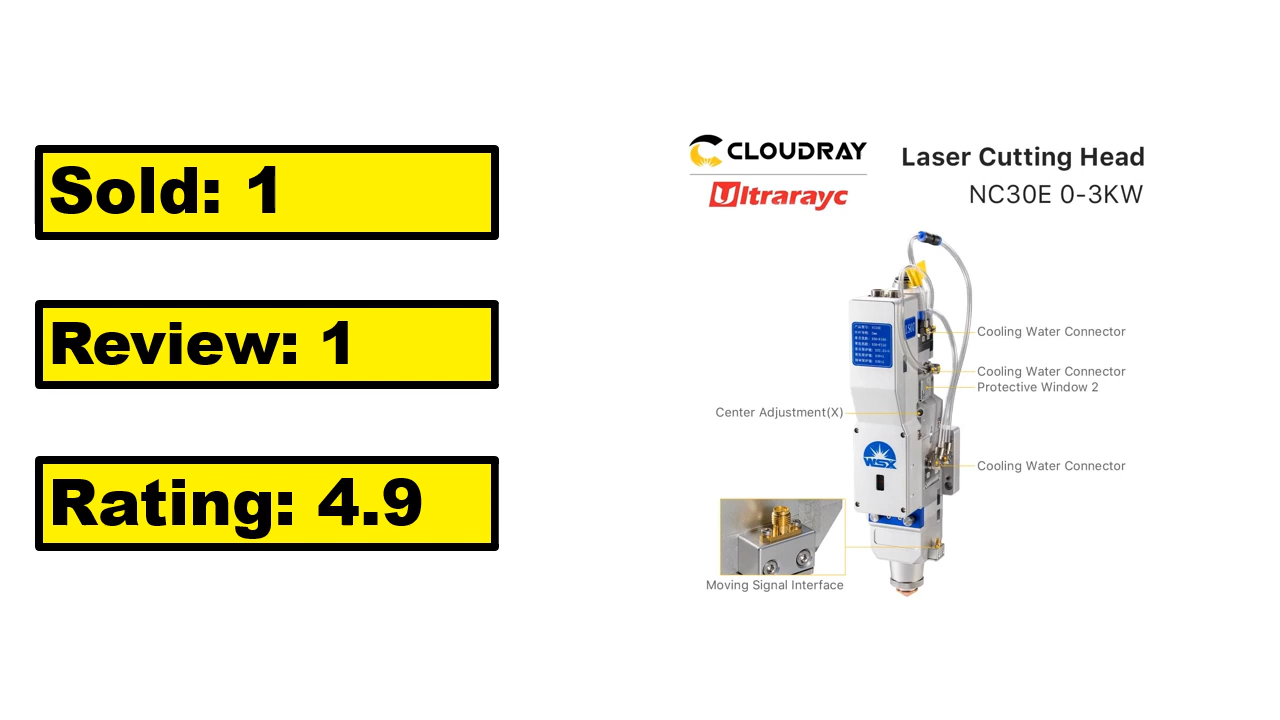 Sold: 1
Review: 1
Rating: 4.9
CLOUDRAY
Ultrarayc
Laser Cutting Head
NC30E 0-3KW
Cooling Water Connector
Cooling Water Connector
Protective Window 2
Center Adjustment(X)
WSX
Cooling Water Connector
Moving Signal Interface